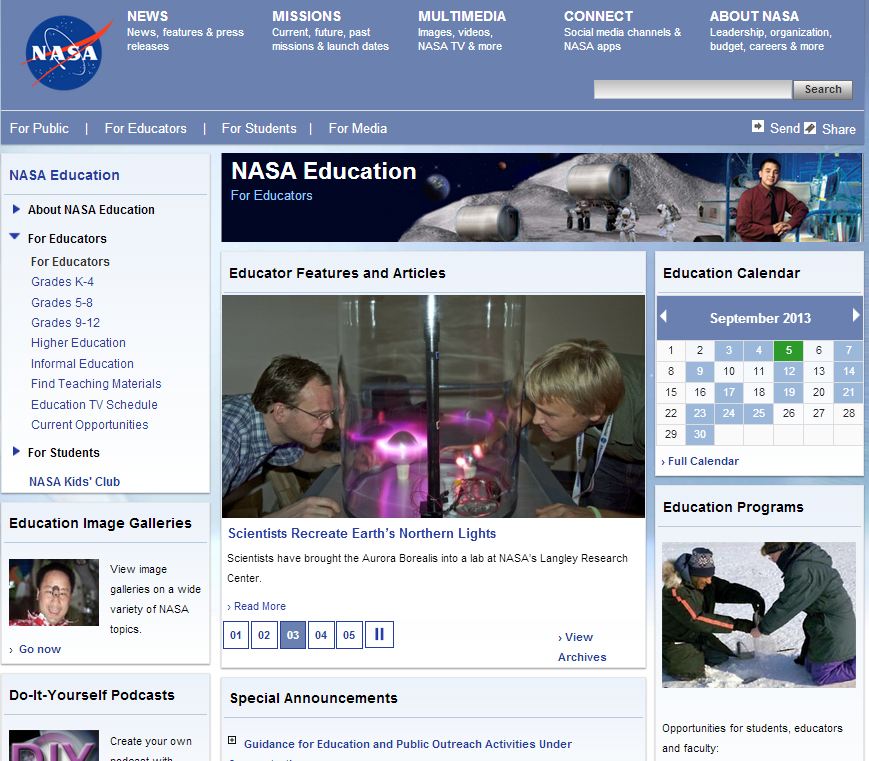 NASA
NEWS
News, features & press
releases
MISSIONS
Current, future, past
missions & launch dates
MULTIMEDIA
Images, videos,
NASA TV & more
CONNECT
Social media channels &
NASA apps
ABOUT NASA
Leadership, organization,
budget, careers & more
Search
For Public | For Educators | For Students | For Media
Send Share
NASA Education
About NASA Education
For Educators
For Educators
Grades K-4
Grades 5-8
Grades 9-12
Higher Education
Informal Education
Find Teaching Materials
Education TV Schedule
Current Opportunities
For Students
NASA Kids' Club
Education Image Galleries
View image
galleries on a wide
variety of NASA
topics.
› Go now
Do-It-Yourself Podcasts
DIY
Create your own
podcast with
NASA Education
For Educators
Educator Features and Articles
Scientists Recreate Earth's Northern Lights
Scientists have brought the Aurora Borealis into a lab at NASA's Langley Research
Center.
› Read More
01 02 03 04 05
› View
Archives
Special Announcements
Guidance for Education and Public Outreach Activities Under
Education Calendar
September 2013
1 2 3 4 5 6 7
8 9 10 11 12 13 14
15 16 17 18 19 20 21
22 23 24 25 26 27 28
29 30
› Full Calendar
Education Programs
Opportunities for students, educators
and faculty: